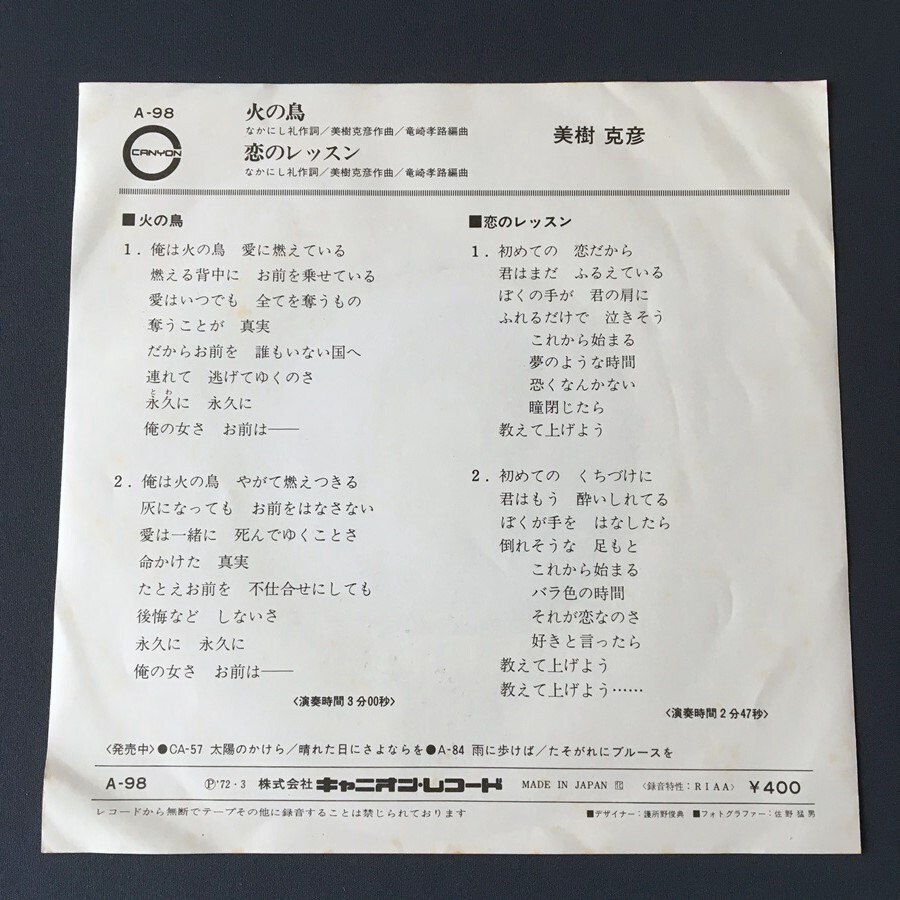 A-98
CANYON
火の鳥
なかにし礼作詞/美樹克彦作曲/竜崎孝路編曲
恋のレッスン
なかにし礼作詞/美樹克彦作曲/竜崎孝路編曲
美樹 克彦
■火の鳥
1. 俺は火の鳥 愛に燃えている
燃える背中に お前を乗せている
愛はいつでも 全てを奪うもの
奪うことが 真実
だからお前を 誰もいない国へ
連れて 逃げてゆくのさ
とわ
永久に 永久に
俺の女さ お前は――
2. 俺は火の鳥 やがて燃えつきる
灰になっても お前をはなさない
愛は一緒に 死んでゆくことさ
命かけた 真実
たとえお前を 不仕合せにしても
後悔など しないさ
永久に 永久に
俺の女さ お前は――
<演奏時間3分00秒>
■恋のレッスン
1. 初めての 恋だから
君はまだ ふるえている
ぼくの手が 君の肩に
ふれるだけで 泣きそう
これから始まる
夢のような時間
恐くなんかない
瞳閉じたら
教えて上げよう
2. 初めての くちづけに
君はもう 酔いしれてる
ぼくが手を はなしたら
倒れそうな 足もと
これから始まる
バラ色の時間
それが恋なのさ
好きと言ったら
教えて上げよう
教えて上げよう……
<演奏時間2分47秒>
<発売中>●CA-57 太陽のかけら/晴れた日にさよならを●A-84 雨に歩けば/たそがれにブルースを
A-98 Ⓟ'72・3 株式会社キャニオン・レコード MADE IN JAPAN <録音特性:RIAA> ¥400
レコードから無断でテープその他に録音することは禁じられております
■デザイナー:護所野俊典 ■フォトグラファー:佐野猛男